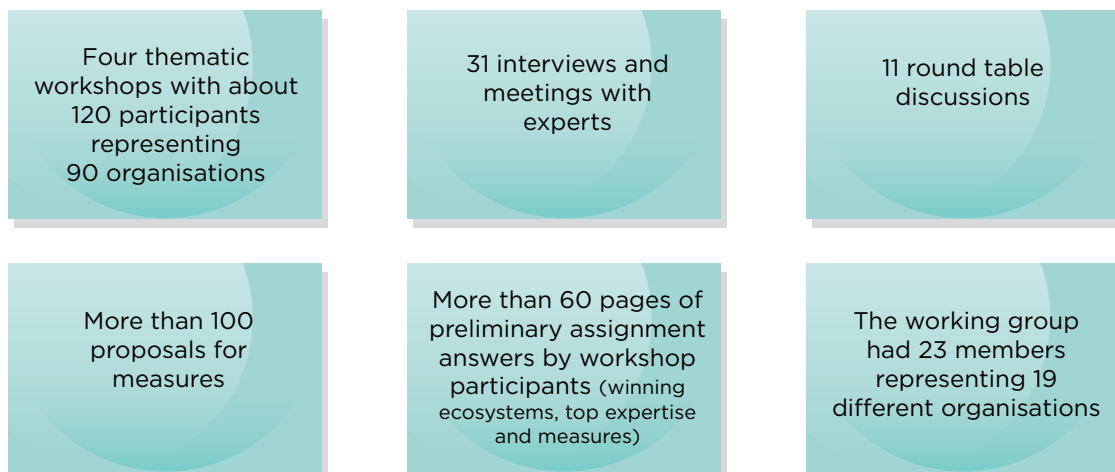 Four thematic
workshops with about
120 participants
representing
90 organisations
31 interviews and
meetings with
experts
11 round table
discussions
More than 100
proposals for
measures
More than 60 pages of
preliminary assignment
answers by workshop
participants (winning
ecosystems, top expertise
and measures)
The working group
had 23 members
representing 19
different organisations